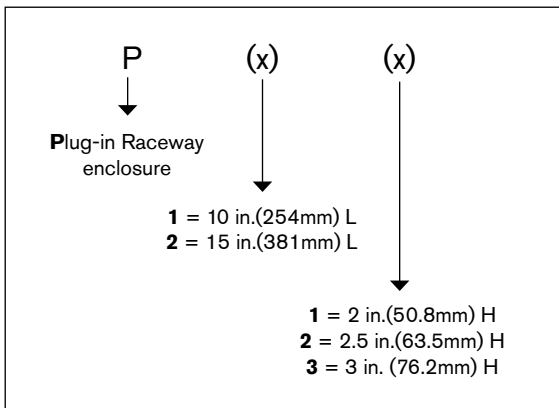 P (x) (x)
Plug-in Raceway
enclosure
1 = 10 in.(254mm) L
2 = 15 in.(381mm) L
1 = 2 in.(50.8mm) H
2 = 2.5 in.(63.5mm) H
3 = 3 in. (76.2mm) H